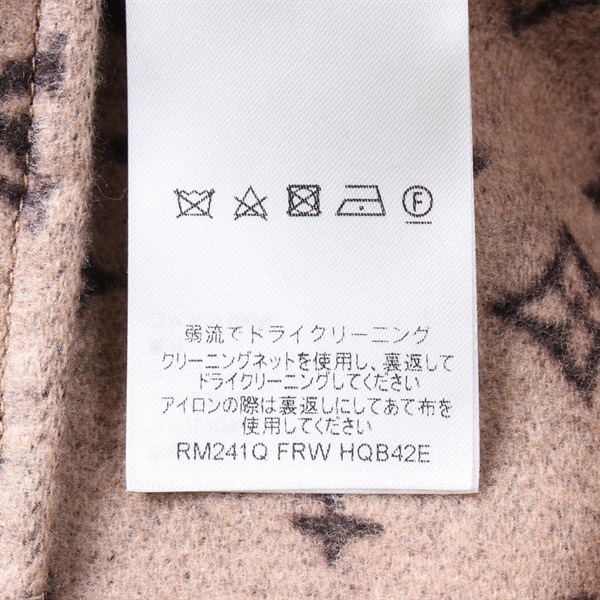 F
弱流でドライクリーニング
クリーニングネットを使用し、裏返して
ドライクリーニングしてください
アイロンの際は裏返しにしてあて布を
使用してください
RM241Q FRW HQB42E